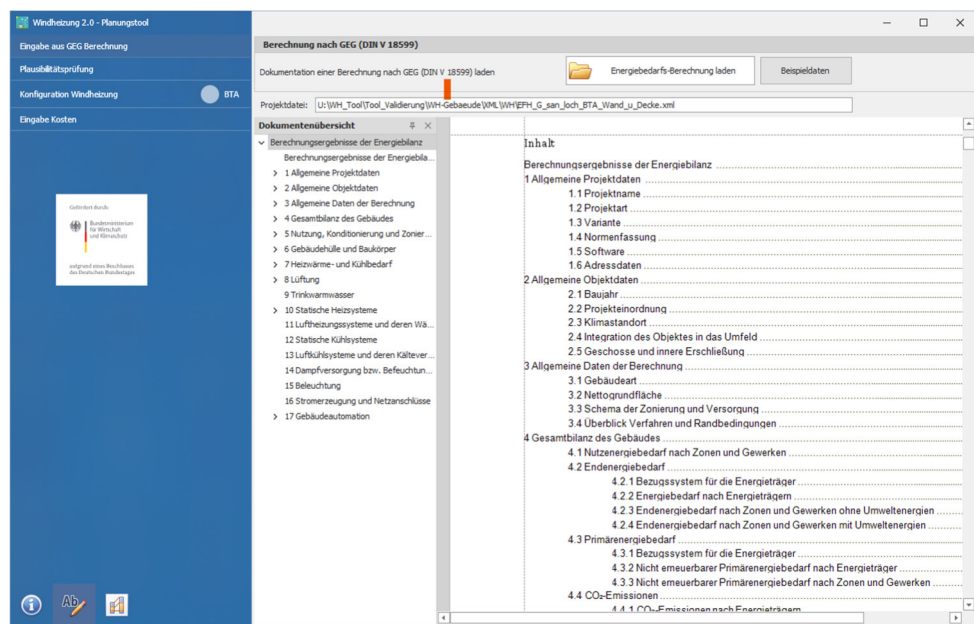 Windheizung 2.0 - Planungstool
Eingabe aus GEG Berechnung
Plausibilitätsprüfung
Konfiguration Windheizung
BTA
Eingabe Kosten
Gefördert durch:
Bundesministerium
für Wirtschaft
und Klimaschutz
aufgrund eines Beschlusses
des Deutschen Bundestages
Berechnung nach GEG (DIN V 18599)
Dokumentation einer Berechnung nach GEG (DIN V 18599) laden
Energiebedarfs-Berechnung laden
Beispieldaten
Projektdatei:
U:\WH_Tool\Tool_Validierung\WH-Gebaeude\XML\WH\EFH_G_san_loch_BTA_Wand_u_Decke.xml
Dokumentenübersicht
Berechnungsergebnisse der Energiebilanz
Berechnungsergebnisse der Energiebila...
1 Allgemeine Projektdaten
2 Allgemeine Objektdaten
3 Allgemeine Daten der Berechnung
4 Gesamtbilanz des Gebäudes
5 Nutzung, Konditionierung und Zonier...
6 Gebäudehülle und Baukörper
7 Heizwärme- und Kühlbedarf
8 Lüftung
9 Trinkwarmwasser
10 Statische Heizsysteme
11 Luftheizungssysteme und deren Wä...
12 Statische Kühlsysteme
13 Luftkühlsysteme und deren Kältever...
14 Dampfversorgung bzw. Befeuchtun...
15 Beleuchtung
16 Stromerzeugung und Netzanschlüsse
17 Gebäudeautomation
Inhalt
Berechnungsergebnisse der Energiebilanz
1 Allgemeine Projektdaten
1.1 Projektname
1.2 Projektart
1.3 Variante
1.4 Normenfassung
1.5 Software
1.6 Adressdaten
2 Allgemeine Objektdaten
2.1 Baujahr
2.2 Projekteinordnung
2.3 Klimastandort
2.4 Integration des Objektes in das Umfeld
2.5 Geschosse und innere Erschließung
3 Allgemeine Daten der Berechnung
3.1 Gebäudeart
3.2 Nettogrundfläche
3.3 Schema der Zonierung und Versorgung
3.4 Überblick Verfahren und Randbedingungen
4 Gesamtbilanz des Gebäudes
4.1 Nutzenergiebedarf nach Zonen und Gewerken
4.2 Endenergiebedarf
4.2.1 Bezugssystem für die Energieträger
4.2.2 Energiebedarf nach Energieträgern
4.2.3 Endenergiebedarf nach Zonen und Gewerken ohne Umweltenergien
4.2.4 Endenergiebedarf nach Zonen und Gewerken mit Umweltenergien
4.3 Primärenergiebedarf
4.3.1 Bezugssystem für die Energieträger
4.3.2 Nicht erneuerbarer Primärenergiebedarf nach Energieträger
4.3.3 Nicht erneuerbarer Primärenergiebedarf nach Zonen und Gewerken
4.4 CO₂-Emissionen
4.4.1 CO₂-Emissionen nach Energieträgern